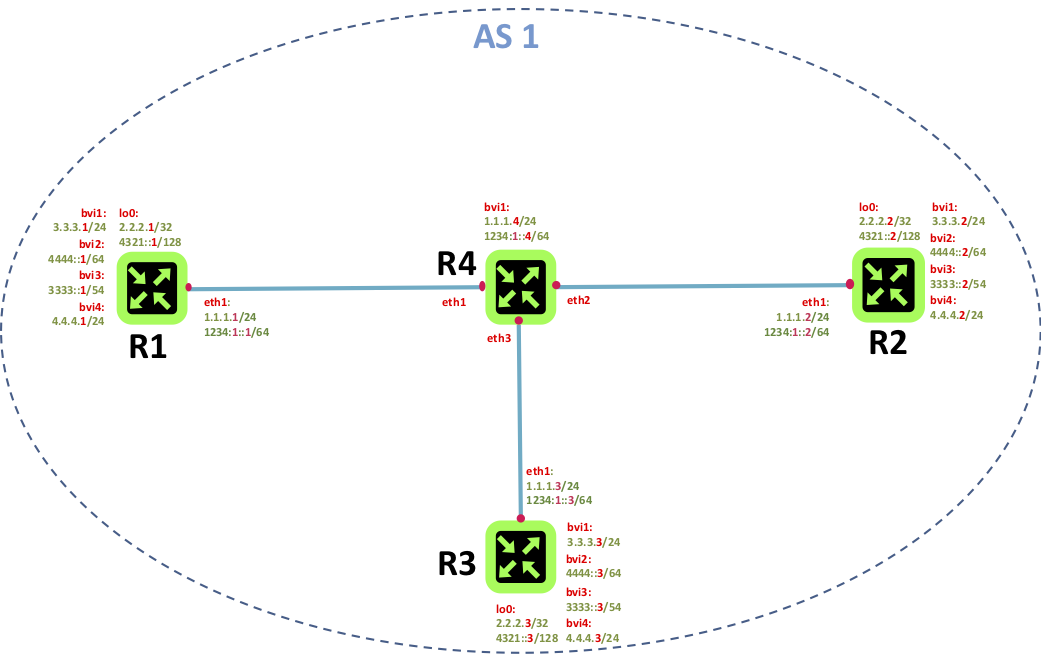 AS 1
bvi1:
3.3.3.1/24
bvi2:
4444::1/64
bvi3:
3333::1/54
bvi4:
4.4.4.1/24
lo0:
2.2.2.1/32
4321::1/128
R1
eth1:
1.1.1.1/24
1234:1::1/64
bvi1:
1.1.1.4/24
1234:1::4/64
R4
eth1
eth2
eth3
lo0:
2.2.2.2/32
4321::2/128
bvi1:
3.3.3.2/24
bvi2:
4444::2/64
bvi3:
3333::2/54
bvi4:
4.4.4.2/24
eth1:
1.1.1.2/24
1234:1::2/64
R2
eth1:
1.1.1.3/24
1234:1::3/64
R3
bvi1:
3.3.3.3/24
bvi2:
4444::3/64
bvi3:
3333::3/54
bvi4:
4.4.4.3/24
lo0:
2.2.2.3/32
4321::3/128